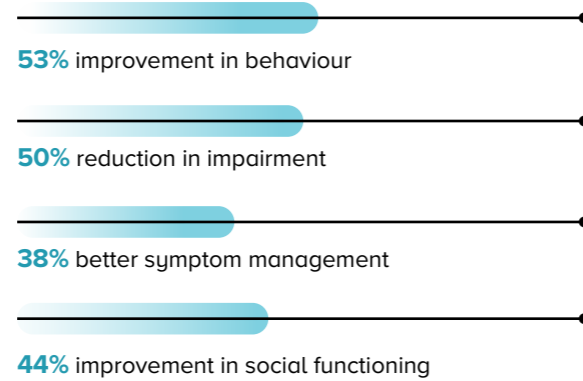 53% improvement in behaviour
50% reduction in impairment
38% better symptom management
44% improvement in social functioning